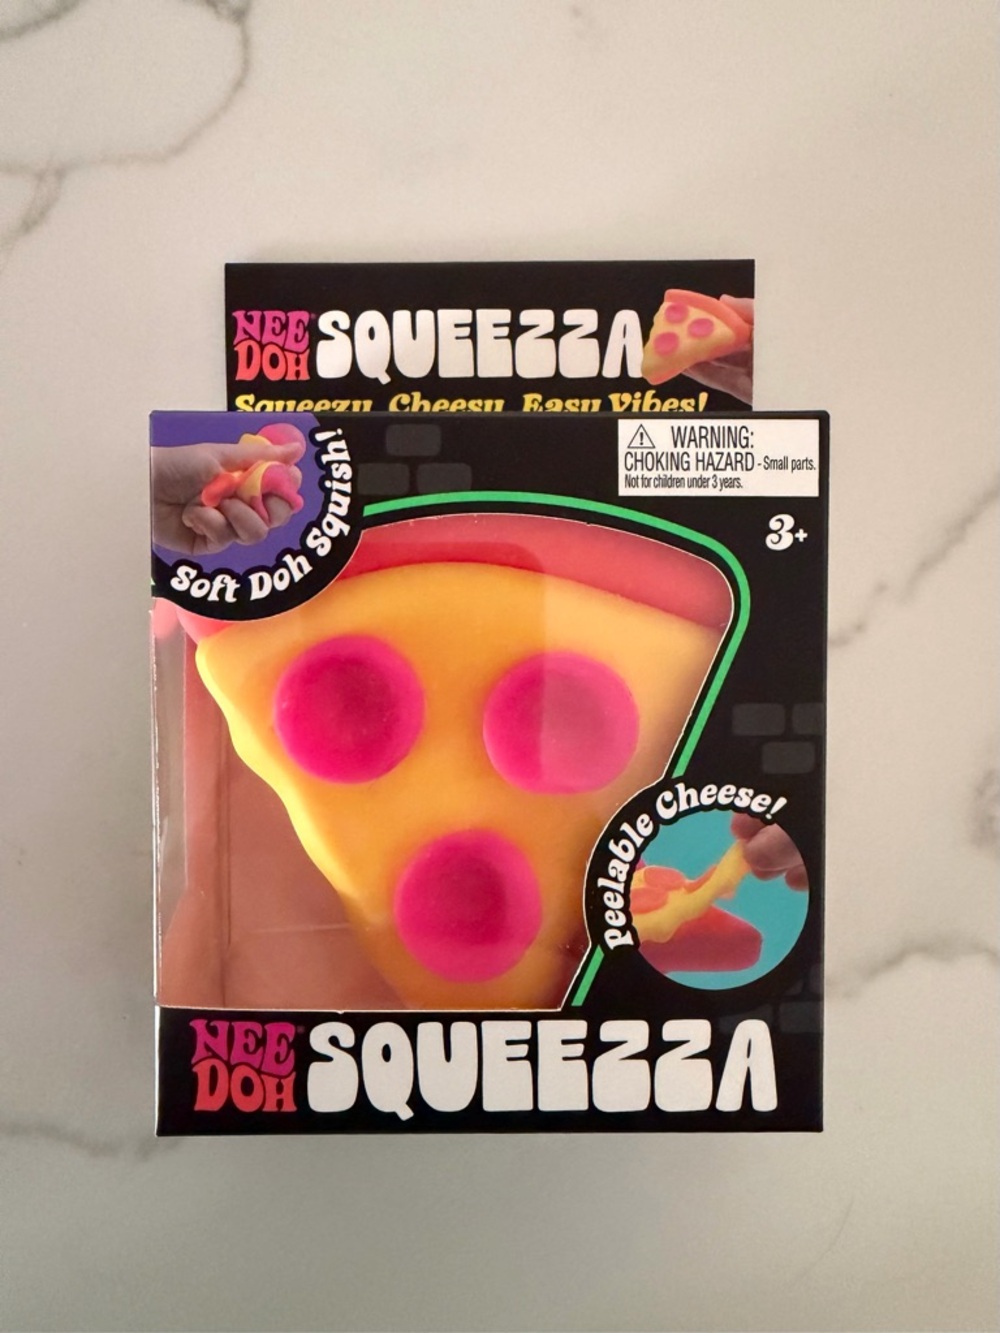 NEE DOH® SQUEEZZA
Squeezy, Cheesy, Easy Vibes!
Soft Doh Squish!
WARNING:
CHOKING HAZARD - Small parts.
Not for children under 3 years.
3+
Peelable Cheese!
NEE DOH® SQUEEZZA